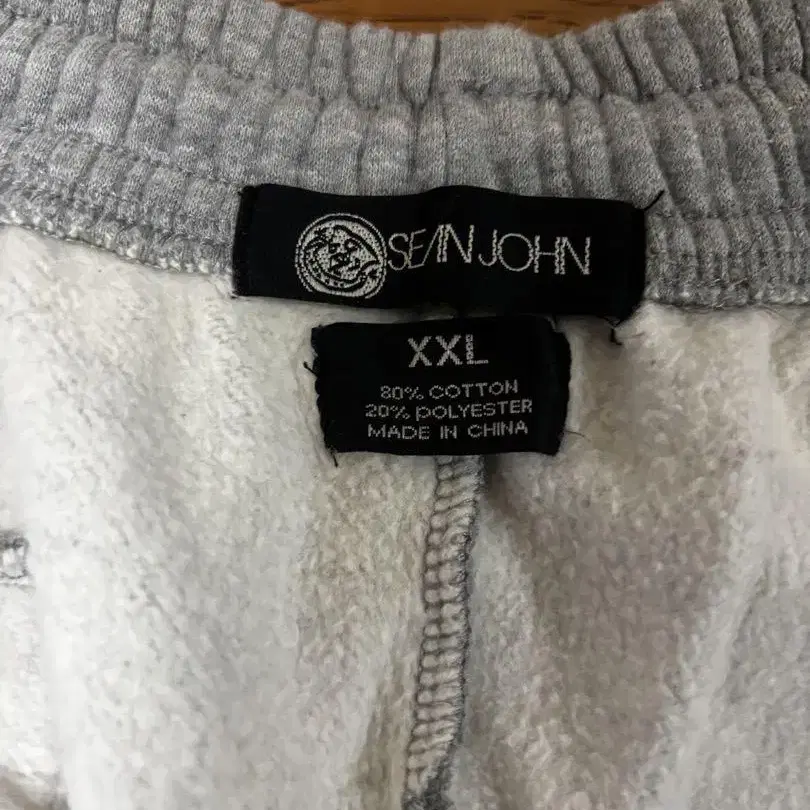 SEAN JOHN
XXL
80% COTTON
20% POLYESTER
MADE IN CHINA